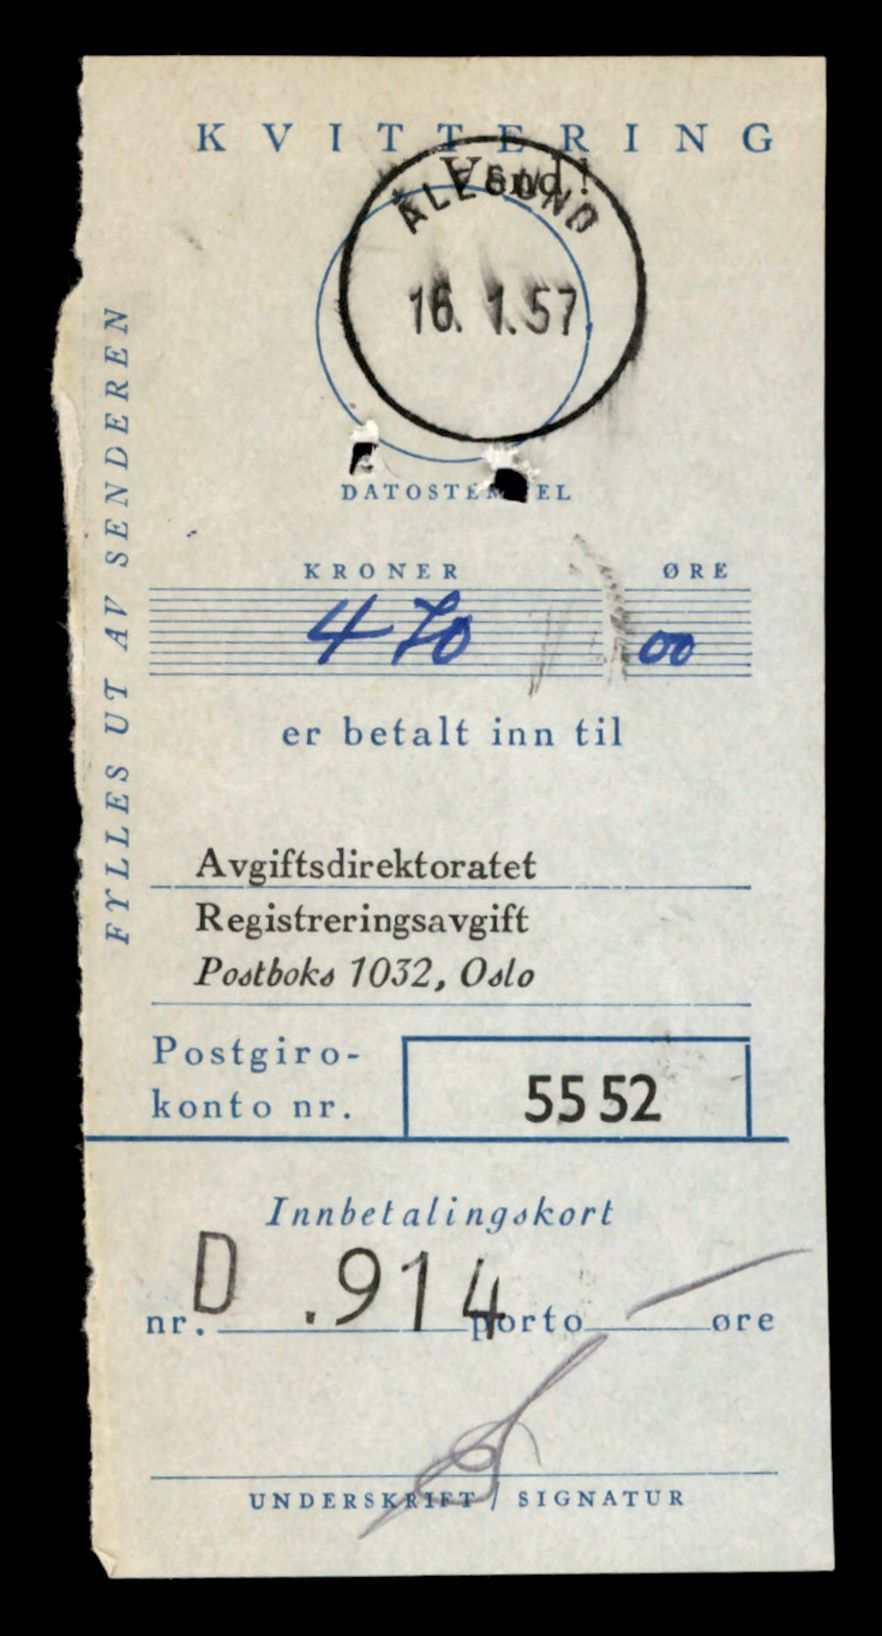 KVITTERING
Vend!
ÅLESUND
16. 1. 57
DATOSTEMPEL
FYLLES UT AV SENDEREN
KRONER ØRE
470 00
er betalt inn til
Avgiftsdirektoratet
Registreringsavgift
Postboks 1032, Oslo
Postgiro-
konto nr. 5552
Innbetalingskort
nr. D .914 porto — øre
UNDERSKRIFT / SIGNATUR